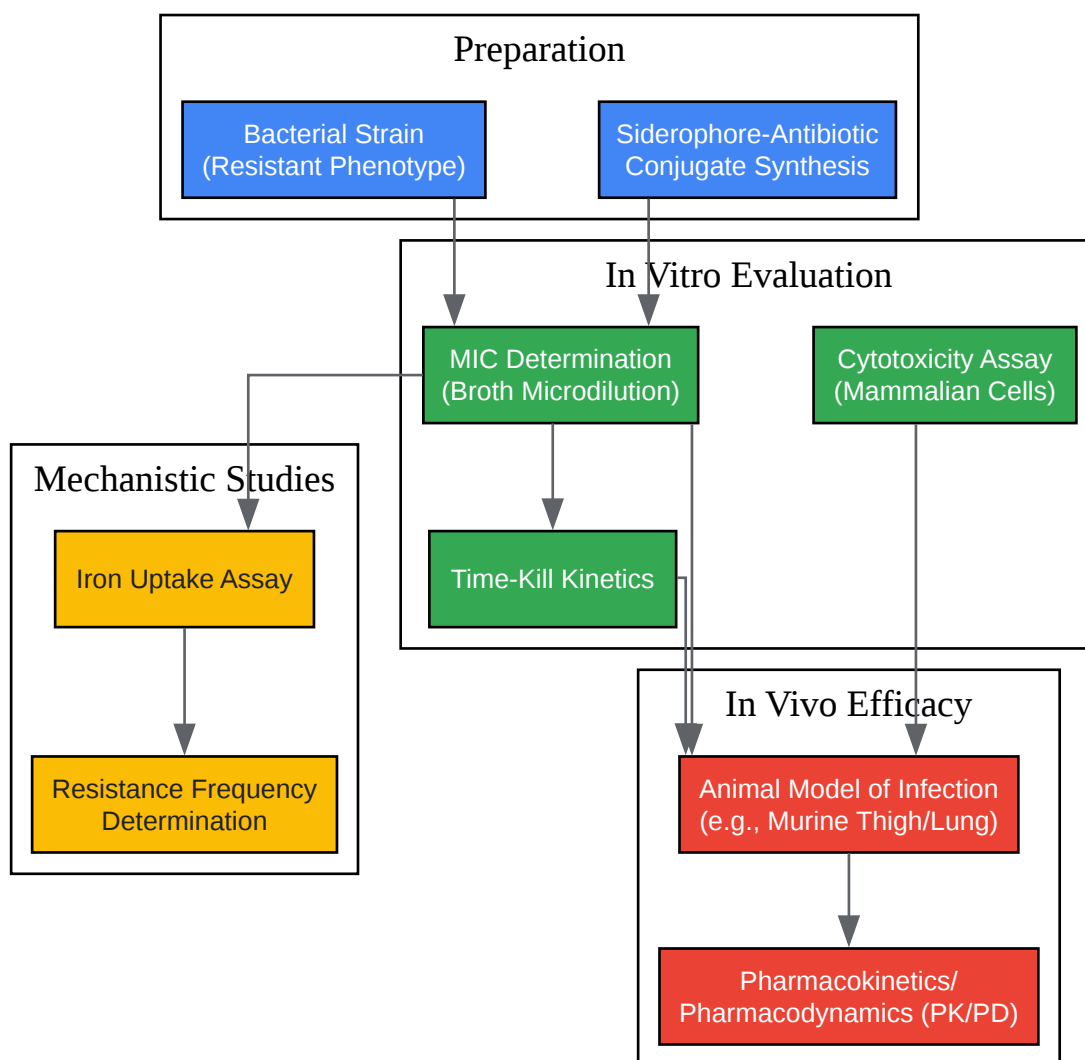 Preparation
Bacterial Strain
(Resistant Phenotype)
Siderophore-Antibiotic
Conjugate Synthesis
In Vitro Evaluation
MIC Determination
(Broth Microdilution)
Cytotoxicity Assay
(Mammalian Cells)
Mechanistic Studies
Iron Uptake Assay
Time-Kill Kinetics
In Vivo Efficacy
Resistance Frequency
Determination
Animal Model of Infection
(e.g., Murine Thigh/Lung)
Pharmacokinetics/
Pharmacodynamics (PK/PD)